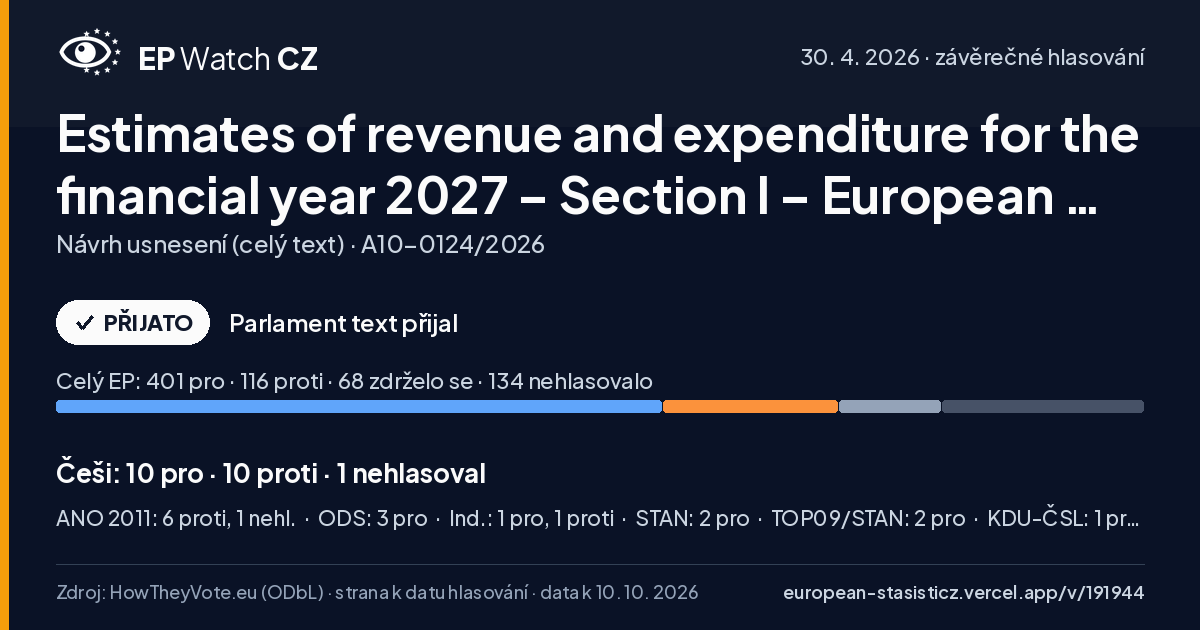 EP Watch CZ
30. 4. 2026 · závěrečné hlasování
Estimates of revenue and expenditure for the
financial year 2027 – Section I – European …
Návrh usnesení (celý text) · A10-0124/2026
✓ PŘIJATO
Parlament text přijal
Celý EP: 401 pro · 116 proti · 68 zdrželo se · 134 nehlasovalo
Češi: 10 pro · 10 proti · 1 nehlasoval
ANO 2011: 6 proti, 1 nehl. · ODS: 3 pro · Ind.: 1 pro, 1 proti · STAN: 2 pro · TOP09/STAN: 2 pro · KDU-ČSL: 1 pr…
Zdroj: HowTheyVote.eu (ODbL) · strana k datu hlasování · data k 10. 10. 2026
european-stasisticz.vercel.app/v/191944